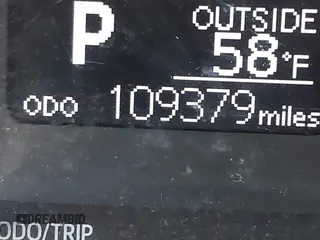 P
OUTSIDE
58°F
ODO 109379 miles
DREAMBID
ODO/TRIP